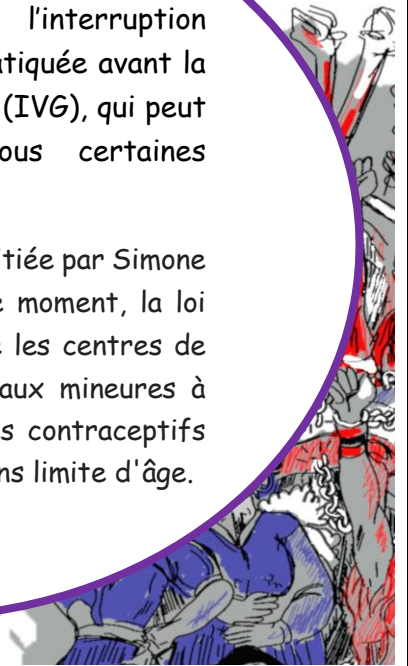 l'interruption
atiquée avant la
(IVG), qui peut
ous certaines
tiée par Simone
e moment, la loi
e les centres de
aux mineures à
s contraceptifs
ns limite d'âge.